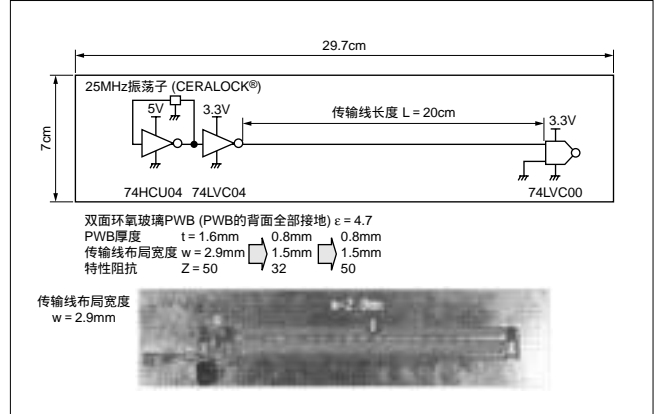 29.7cm
7cm
25MHz振荡子 (CERALOCK®)
5V
3.3V
传输线长度 L = 20cm
3.3V
74HCU04
74LVC04
74LVC00
双面环氧玻璃PWB (PWB的背面全部接地) ε = 4.7
PWB厚度 t = 1.6mm 0.8mm 0.8mm
传输线布局宽度 w = 2.9mm 1.5mm 1.5mm
特性阻抗 Z = 50 32 50
传输线布局宽度
w = 2.9mm